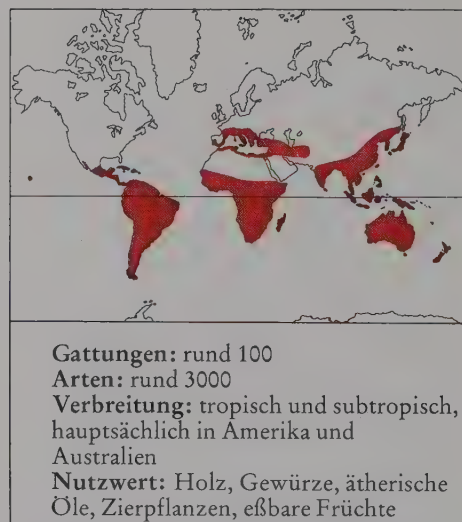 Gattungen: rund 100
Arten: rund 3000
Verbreitung: tropisch und subtropisch,
hauptsächlich in Amerika und
Australien
Nutzwert: Holz, Gewürze, ätherische
Öle, Zierpflanzen, eßbare Früchte